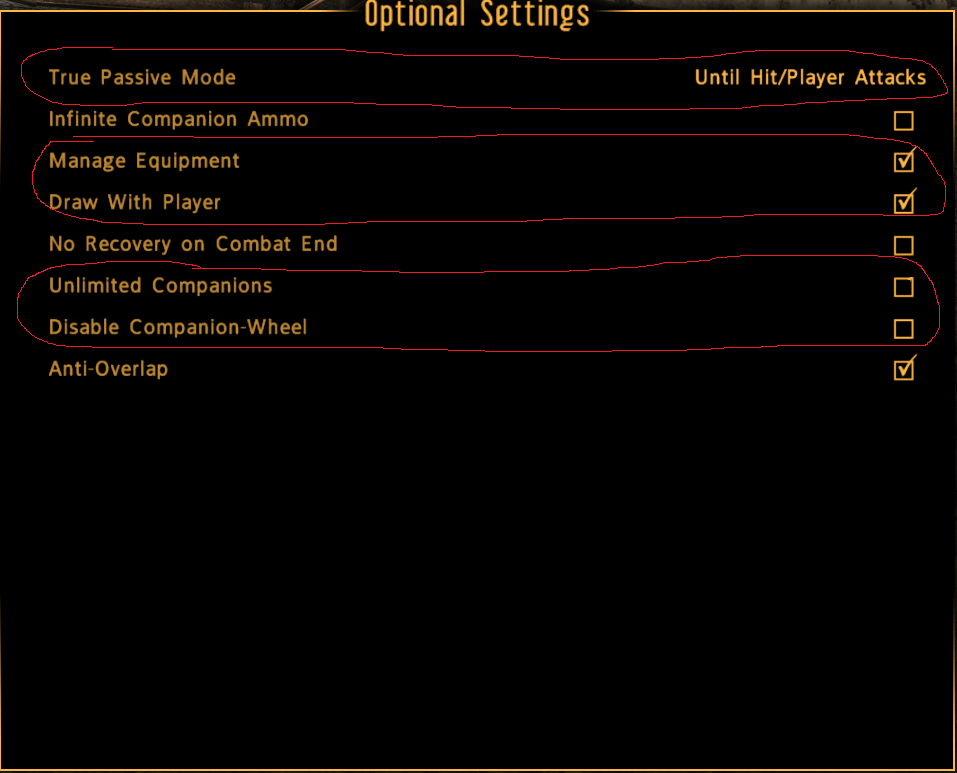 Optional Settings
True Passive Mode Until Hit/Player Attacks
Infinite Companion Ammo
Manage Equipment
Draw With Player
No Recovery on Combat End
Unlimited Companions
Disable Companion-Wheel
Anti-Overlap